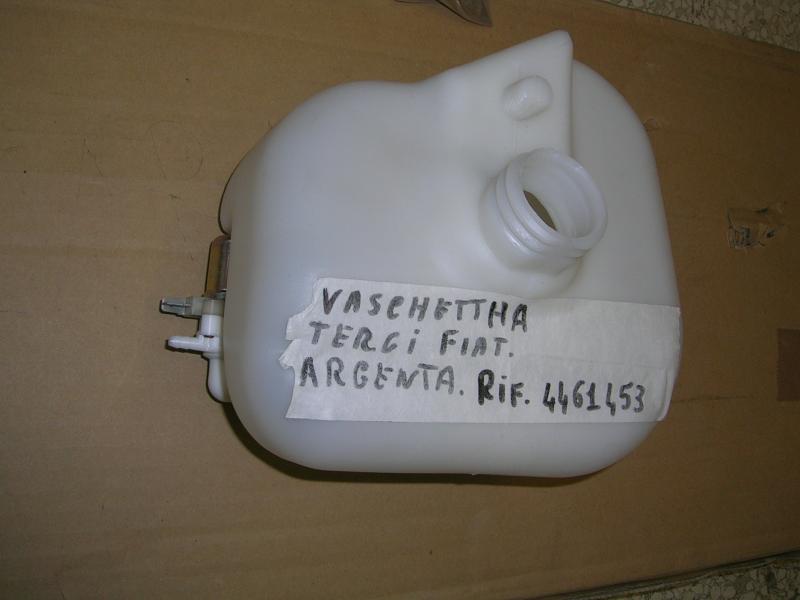 VASCHETTHA
TERGi FIAT.
ARGENTA. RiF. 4461453